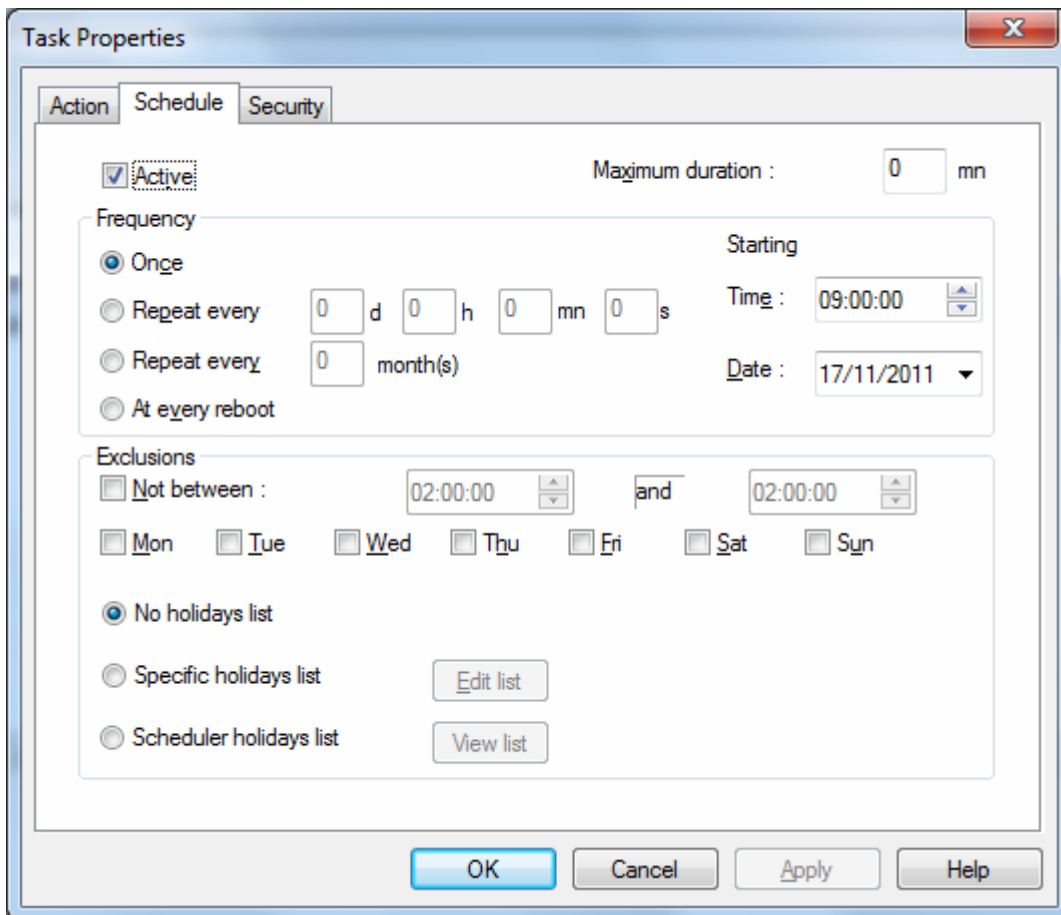 Task Properties
Action Schedule Security
Active Maximum duration : 0 mn
Frequency
Starting
Once
Time : 09:00:00
Repeat every 0 d 0 h 0 mn 0 s
Repeat every 0 month(s)
Date : 17/11/2011
At every reboot
Exclusions
Not between : 02:00:00 and 02:00:00
Mon Tue Wed Thu Fri Sat Sun
No holidays list
Specific holidays list Edit list
Scheduler holidays list View list
OK Cancel Apply Help